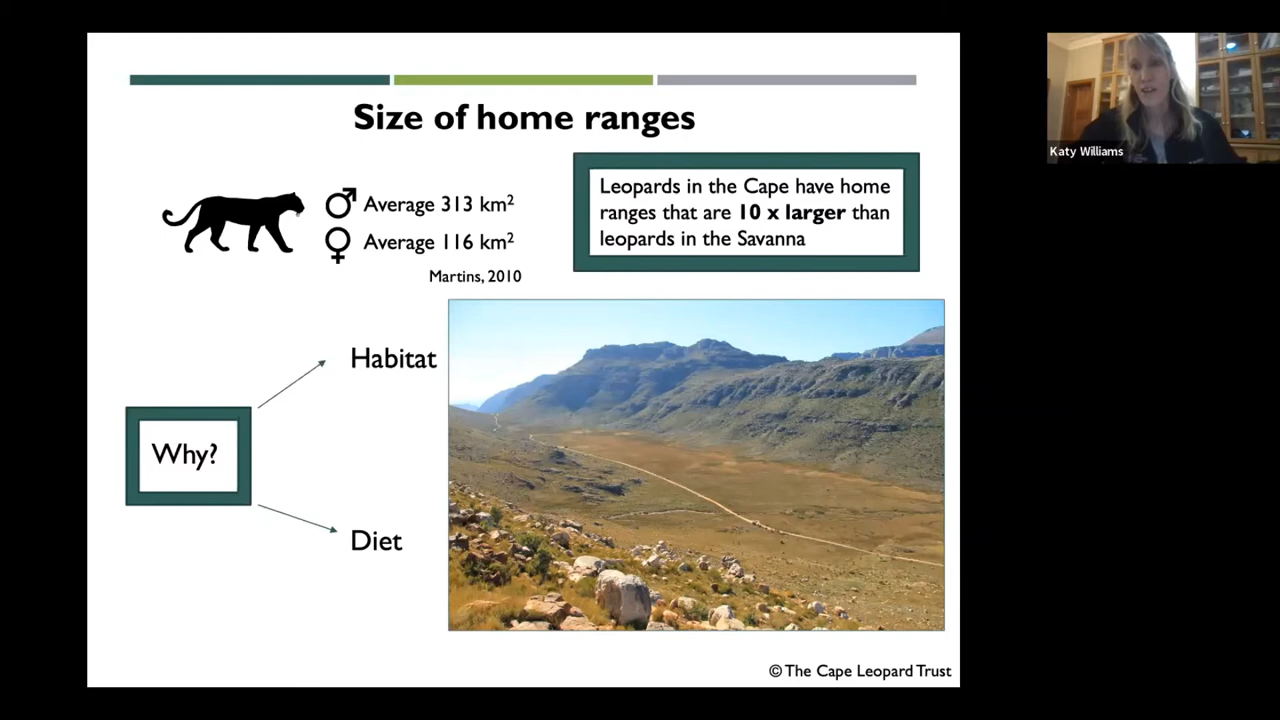 Size of home ranges
♂ Average 313 km²
♀ Average 116 km²
Martins, 2010
Leopards in the Cape have home
ranges that are 10 x larger than
leopards in the Savanna
Why?
Habitat
Diet
© The Cape Leopard Trust
Katy Williams